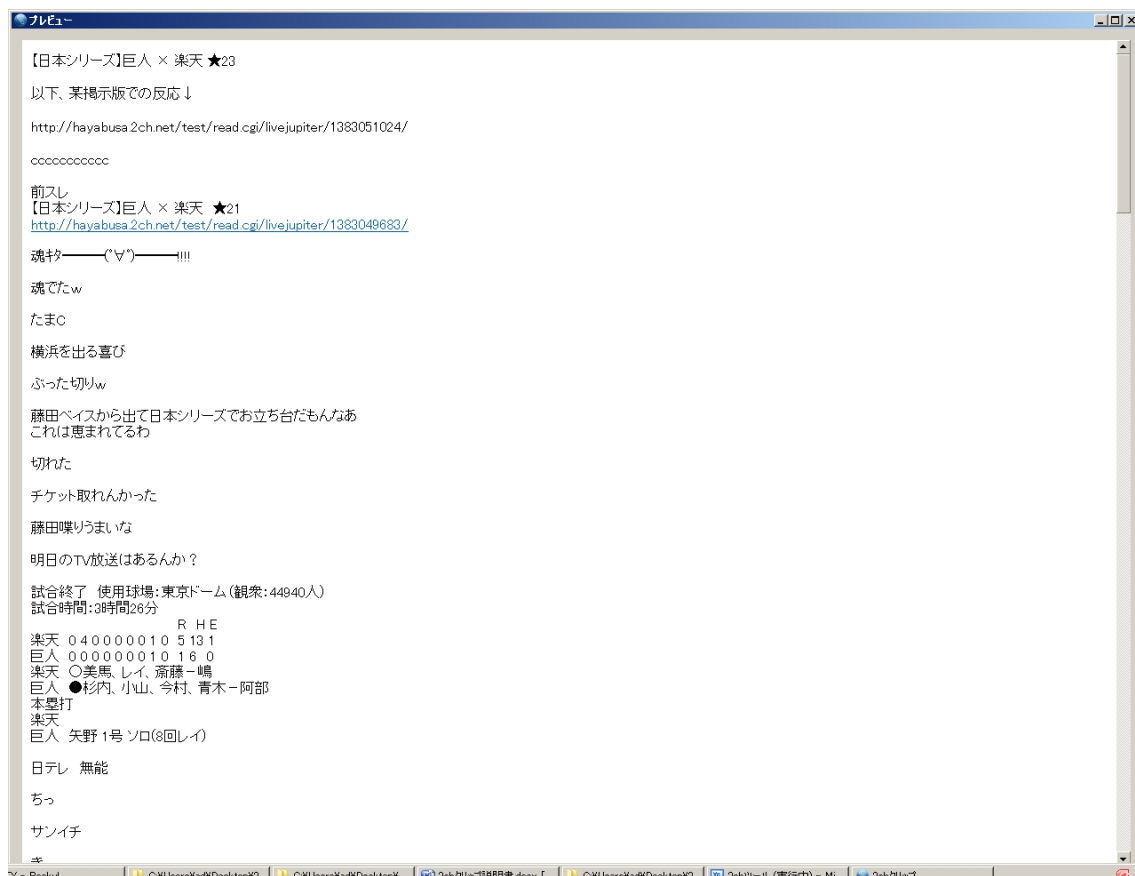 プレビュー
【日本シリーズ】巨人 × 楽天 ★23
以下、某掲示版での反応↓
http://hayabusa.2ch.net/test/read.cgi/livejupiter/1383051024/
ccccccccccc
前スレ
【日本シリーズ】巨人 × 楽天 ★21
http://hayabusa.2ch.net/test/read.cgi/livejupiter/1383049683/
魂キタ━━━(ﾟ∀ﾟ)━━━!!!!
魂でたｗ
たまC
横浜を出る喜び
ぶった切りｗ
藤田ベイスから出て日本シリーズでお立ち台だもんなあ
これは恵まれてるわ
切れた
チケット取れんかった
藤田喋りうまいな
明日のTV放送はあるんか？
試合終了 使用球場：東京ドーム（観衆：44940人）
試合時間：3時間26分
R H E
楽天 0 4 0 0 0 0 0 1 0 5 13 1
巨人 0 0 0 0 0 0 0 1 0 1 6 0
楽天 ○美馬、レイ、斎藤－嶋
巨人 ●杉内、小山、今村、青木－阿部
本塁打
楽天
巨人 矢野 1号 ソロ(8回レイ)
日テレ 無能
ちっ
サンイチ